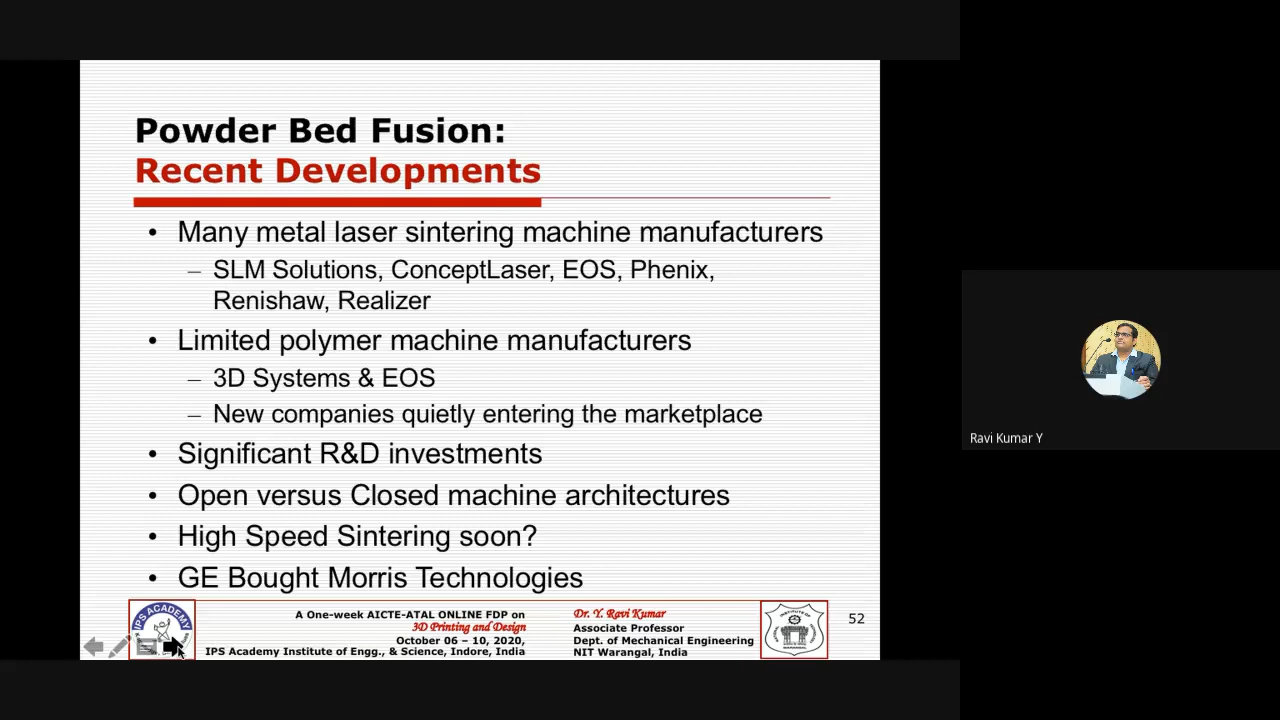 Powder Bed Fusion:
Recent Developments
• Many metal laser sintering machine manufacturers
– SLM Solutions, ConceptLaser, EOS, Phenix,
Renishaw, Realizer
• Limited polymer machine manufacturers
– 3D Systems & EOS
– New companies quietly entering the marketplace
• Significant R&D investments
• Open versus Closed machine architectures
• High Speed Sintering soon?
• GE Bought Morris Technologies
IPS ACADEMY
A One-week AICTE-ATAL ONLINE FDP on
3D Printing and Design
October 06 – 10, 2020,
IPS Academy Institute of Engg., & Science, Indore, India
Dr. Y. Ravi Kumar
Associate Professor
Dept. of Mechanical Engineering
NIT Warangal, India
52
Ravi Kumar Y